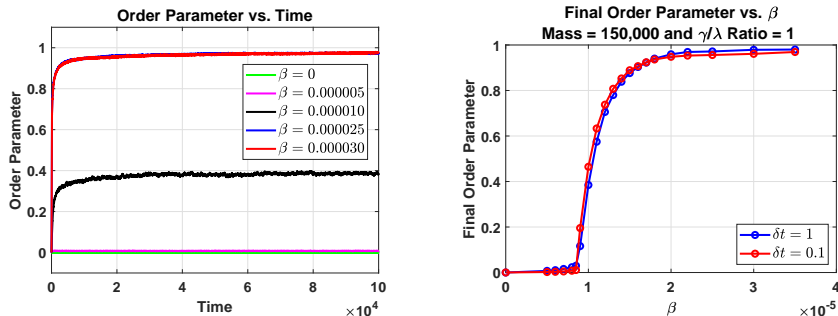 Order Parameter vs. Time
Order Parameter
1
0.8
0.6
0.4
0.2
0
β = 0
β = 0.000005
β = 0.000010
β = 0.000025
β = 0.000030
0 2 4 6 8 10
Time
×10^4
Final Order Parameter vs. β
Mass = 150,000 and γ/λ Ratio = 1
Final Order Parameter
1
0.8
0.6
0.4
0.2
0
δt = 1
δt = 0.1
0 1 2 3 4
β
×10^-5